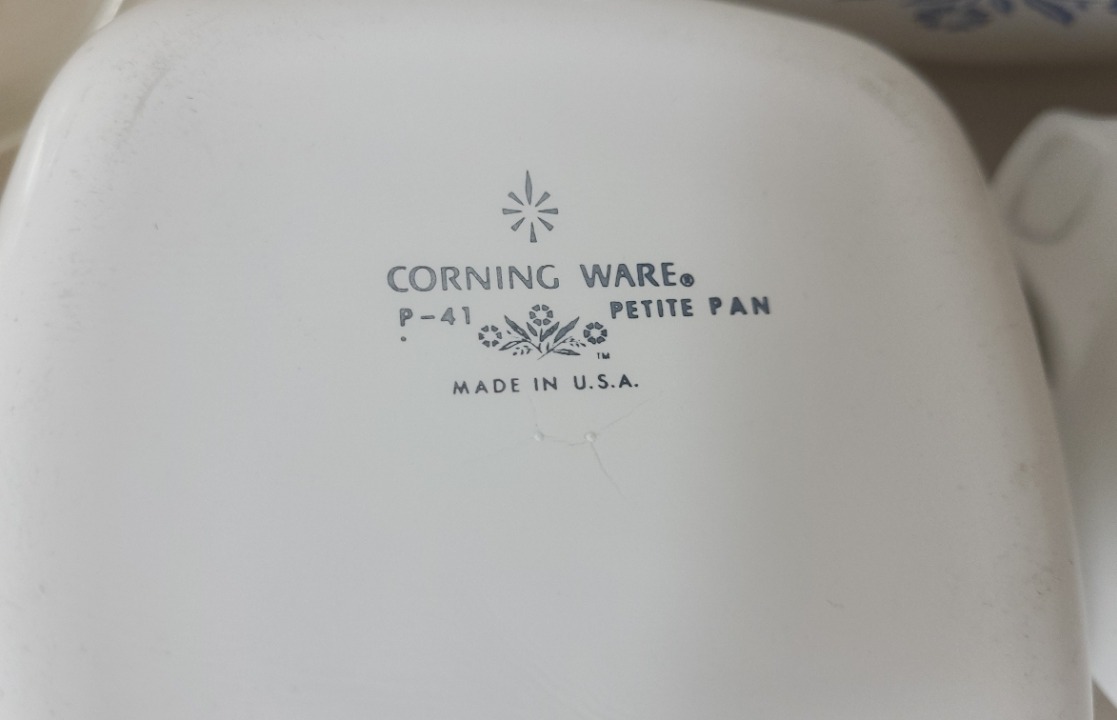 CORNING WARE®
P-41 PETITE PAN
TM
MADE IN U.S.A.